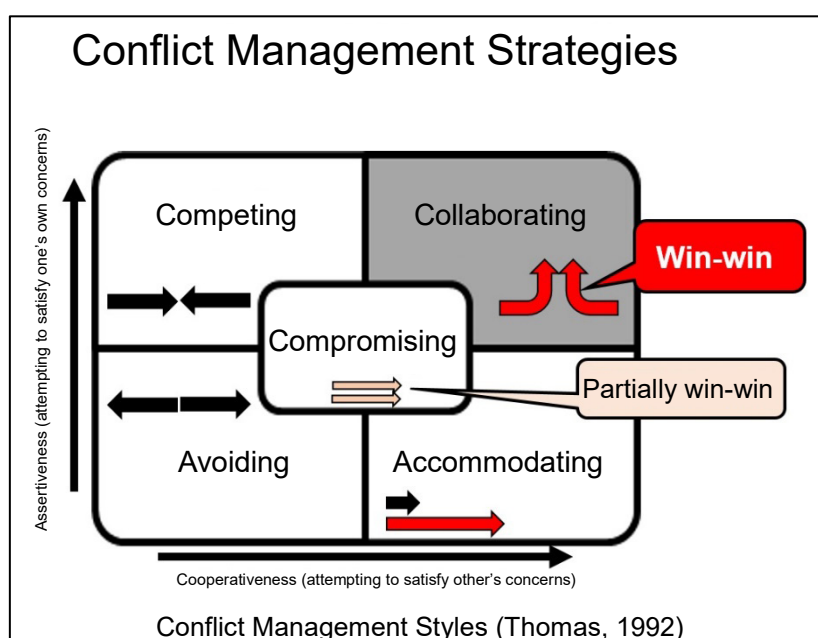 Conflict Management Strategies
Assertiveness (attempting to satisfy one's own concerns)
Competing
Collaborating
Win-win
Compromising
Partially win-win
Avoiding
Accommodating
Cooperativeness (attempting to satisfy other's concerns)
Conflict Management Styles (Thomas, 1992)